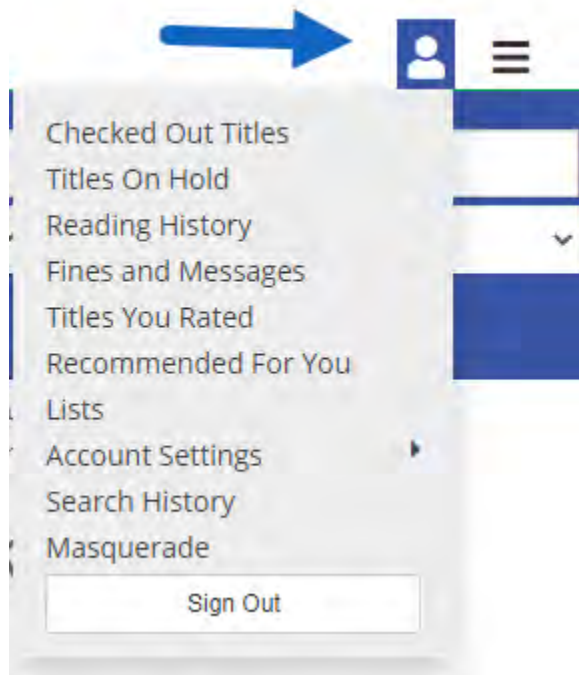 Checked Out Titles
Titles On Hold
Reading History
Fines and Messages
Titles You Rated
Recommended For You
Lists
Account Settings
Search History
Masquerade
Sign Out